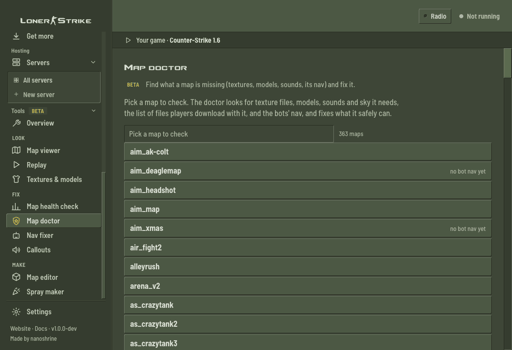 LONERSTRIKE
Get more
Hosting
Servers
All servers
New server
Tools BETA
Overview
LOOK
Map viewer
Replay
Textures & models
FIX
Map health check
Map doctor
Nav fixer
Callouts
MAKE
Map editor
Spray maker
Settings
Website · Docs · v1.0.0-dev
Made by nanoshrine
Radio
Not running
Your game · Counter-Strike 1.6
MAP DOCTOR
BETA Find what a map is missing (textures, models, sounds, its nav) and fix it.
Pick a map to check. The doctor looks for texture files, models, sounds and sky it needs,
the list of files players download with it, and the bots' nav, and fixes what it safely can.
Pick a map to check 363 maps
aim_ak-colt
aim_deaglemap no bot nav yet
aim_headshot
aim_map
aim_xmas no bot nav yet
air_fight2
alleyrush
arena_v2
as_crazytank
as_crazytank2
as_crazytank3